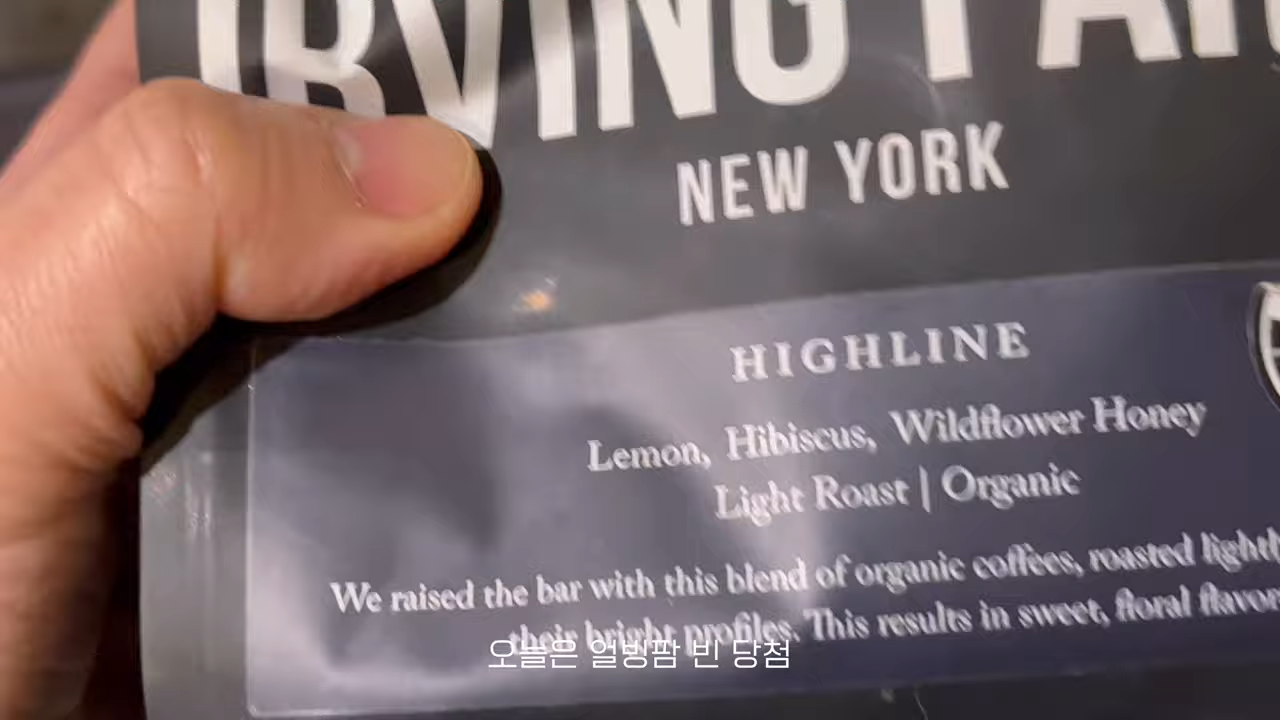 IRVING FAR
NEW YORK
HIGHLINE
Lemon, Hibiscus, Wildflower Honey
Light Roast | Organic
We raised the bar with this blend of organic coffees, roasted lightl
their bright profiles. This results in sweet, floral flavor
오늘은 얼빙팜 빈 당첨